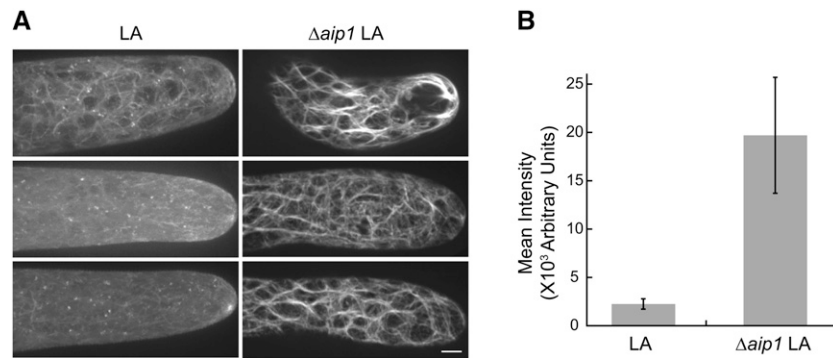 A
LA
Δaip1 LA
B
Mean Intensity
(X10³ Arbitrary Units)
25
20
15
10
5
0
LA
Δaip1 LA